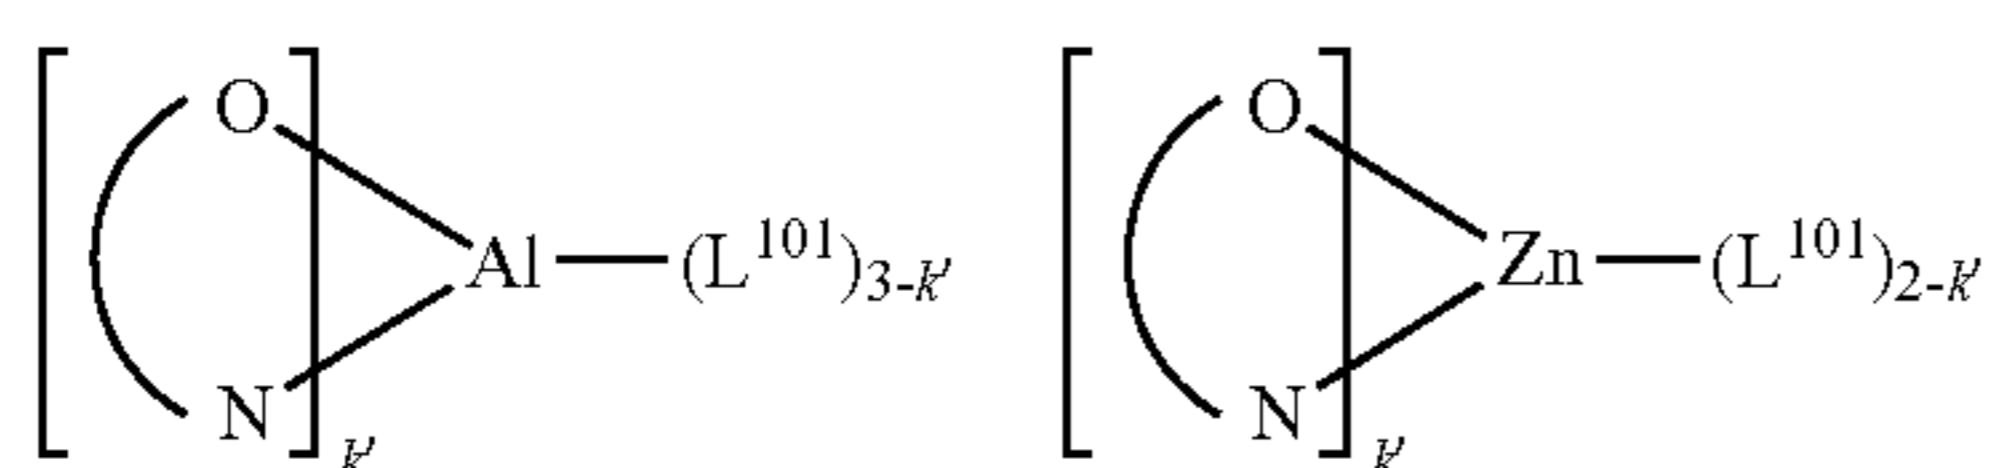 O O
Al (L¹⁰¹)₃₋ₖ′ Zn (L¹⁰¹)₂₋ₖ′
N N
k′ k′